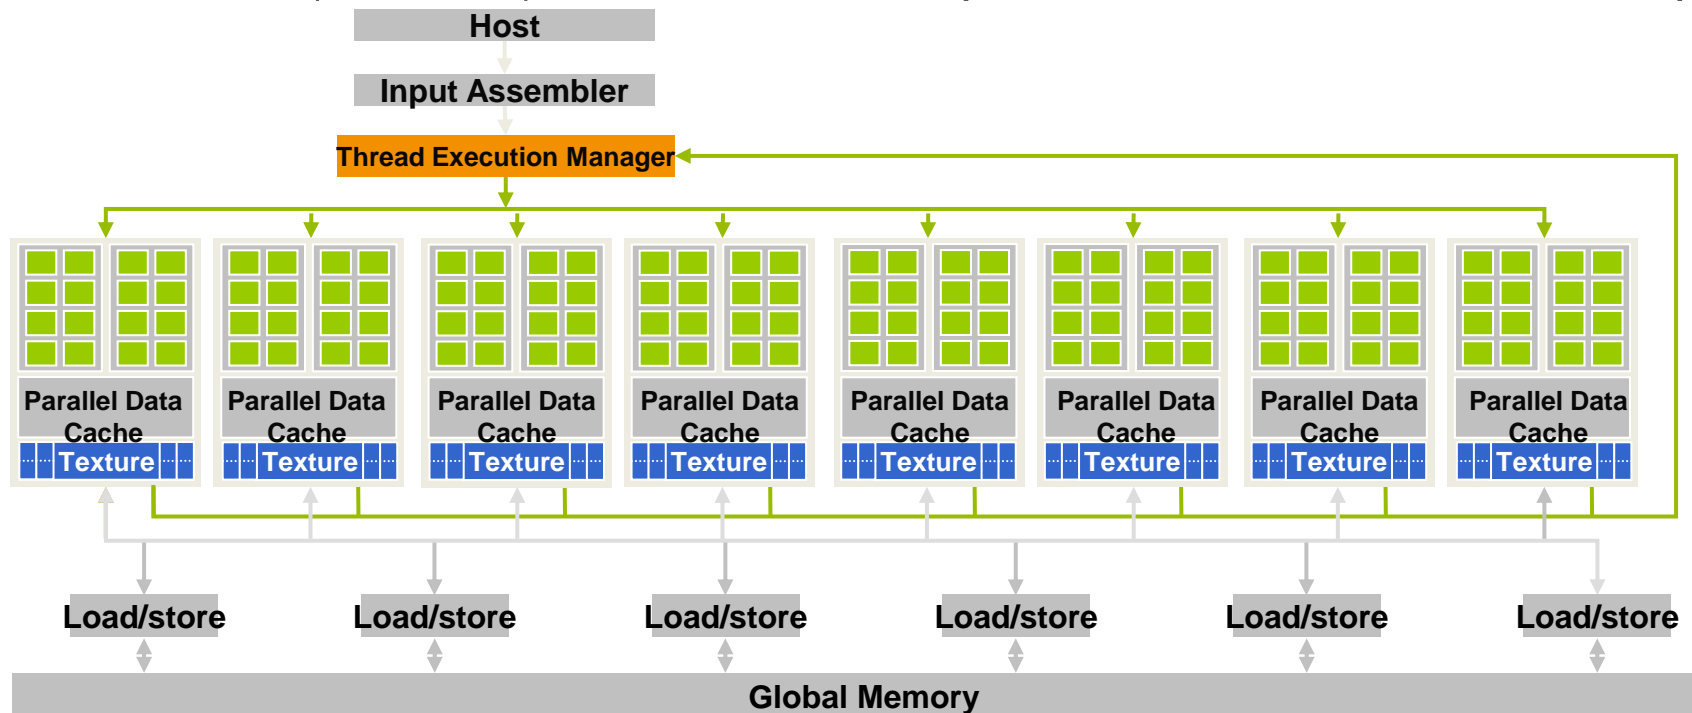 Host
Input Assembler
Thread Execution Manager
Parallel Data Cache
Parallel Data Cache
Parallel Data Cache
Parallel Data Cache
Parallel Data Cache
Parallel Data Cache
Parallel Data Cache
Parallel Data Cache
... ... Texture ... ...
... ... Texture ... ...
... ... Texture ... ...
... ... Texture ... ...
... ... Texture ... ...
... ... Texture ... ...
... ... Texture ... ...
... ... Texture ... ...
Load/store
Load/store
Load/store
Load/store
Load/store
Load/store
Global Memory